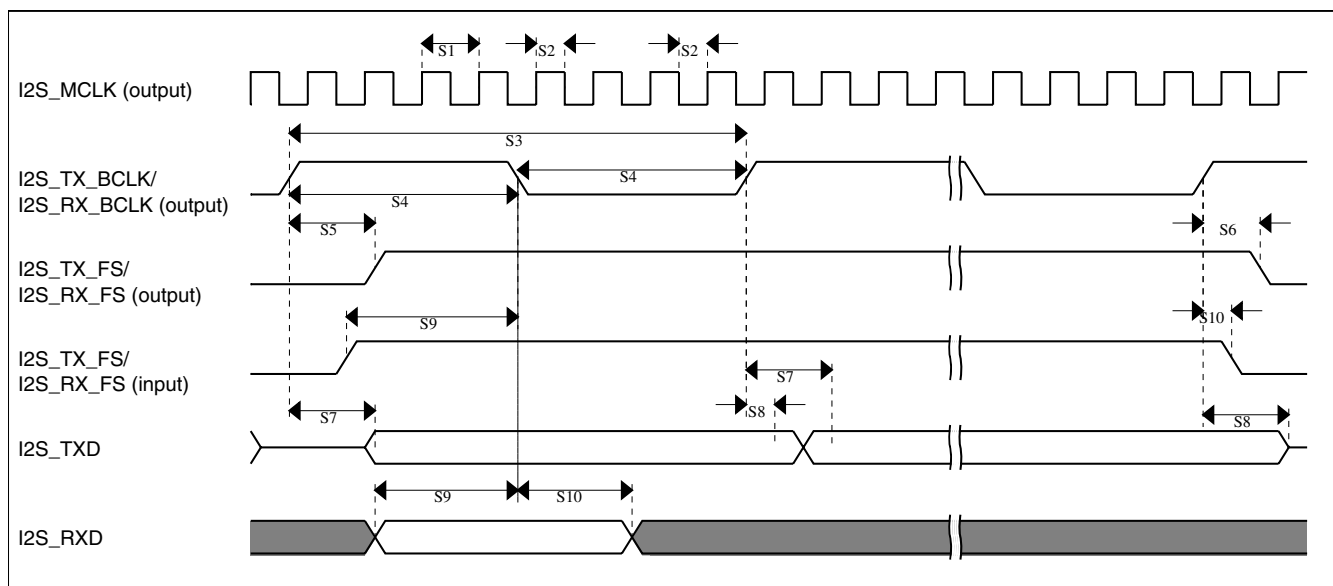 S1
S2
S2
I2S_MCLK (output)
S3
I2S_TX_BCLK/
I2S_RX_BCLK (output)
S4
S4
S5
S6
I2S_TX_FS/
I2S_RX_FS (output)
S9
S10
I2S_TX_FS/
I2S_RX_FS (input)
S7
S7
S8
S8
I2S_TXD
S9
S10
I2S_RXD